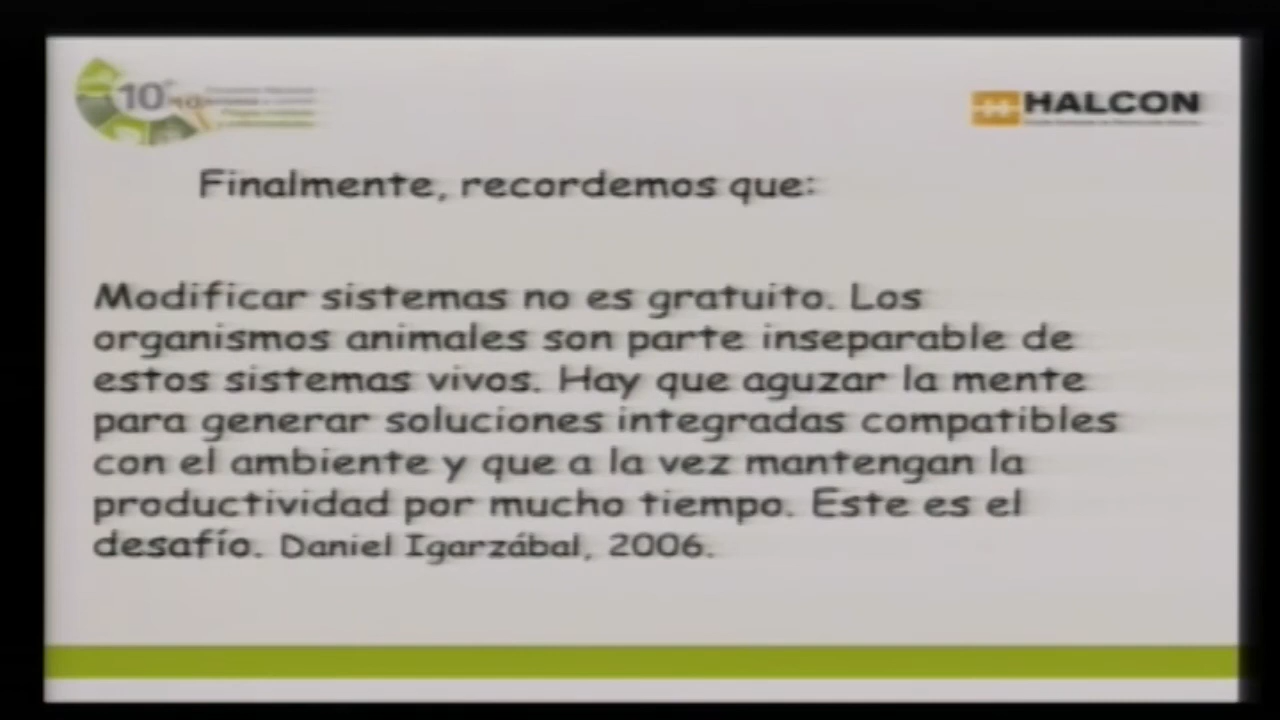 10º
HALCON
Finalmente, recordemos que:
Modificar sistemas no es gratuito. Los
organismos animales son parte inseparable de
estos sistemas vivos. Hay que aguzar la mente
para generar soluciones integradas compatibles
con el ambiente y que a la vez mantengan la
productividad por mucho tiempo. Este es el
desafío. Daniel Igarzábal, 2006.